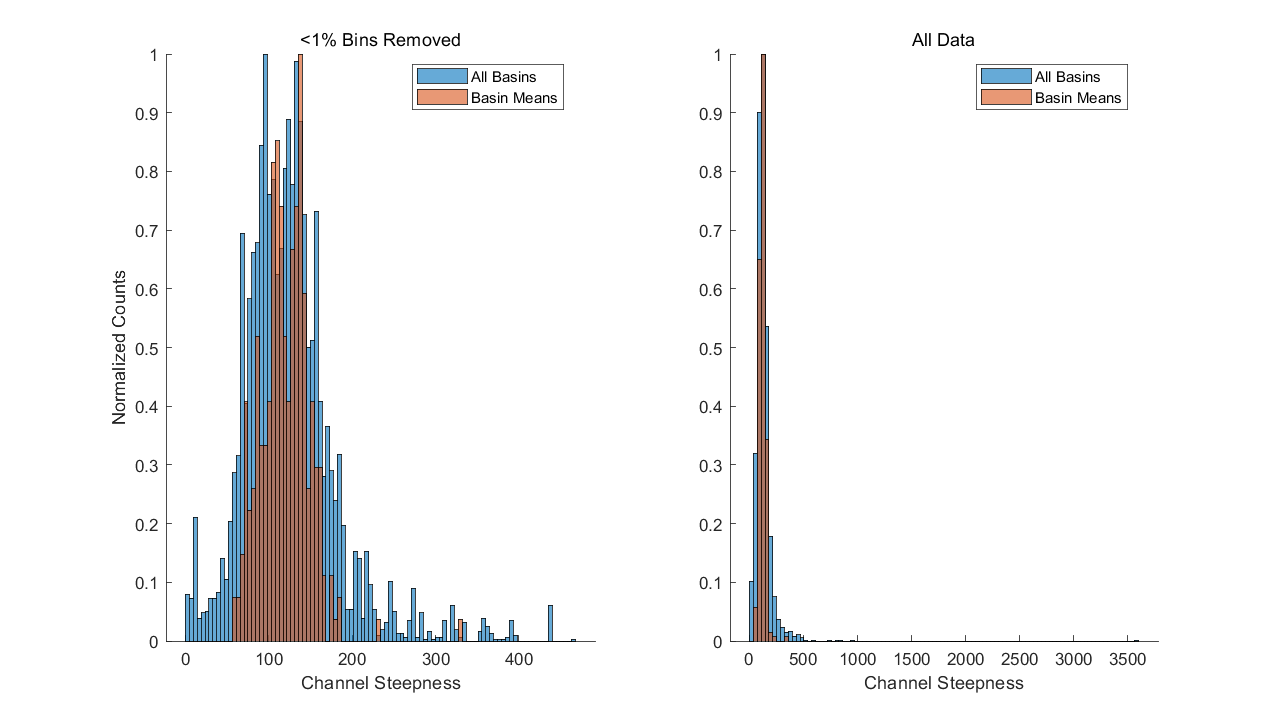 <1% Bins Removed
All Basins
Basin Means
1
0.9
0.8
0.7
0.6
0.5
0.4
0.3
0.2
0.1
0
Normalized Counts
0 100 200 300 400
Channel Steepness
All Data
All Basins
Basin Means
1
0.9
0.8
0.7
0.6
0.5
0.4
0.3
0.2
0.1
0
0 500 1000 1500 2000 2500 3000 3500
Channel Steepness